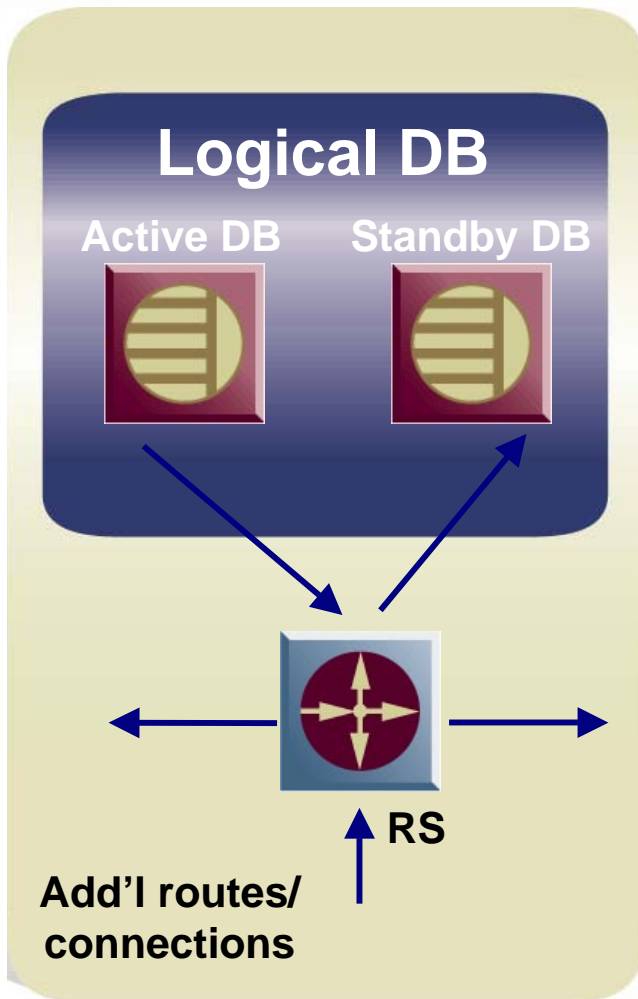 Logical DB
Active DB Standby DB
RS
Add’l routes/
connections